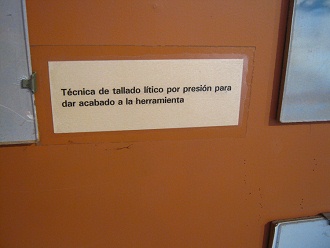 Técnica de tallado lítico por presión para
dar acabado a la herramienta